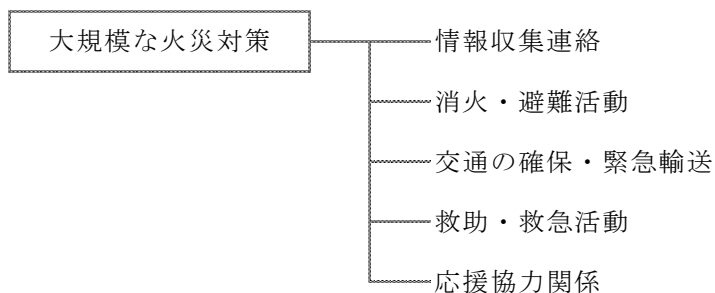 大規模な火災対策
情報収集連絡
消火・避難活動
交通の確保・緊急輸送
救助・救急活動
応援協力関係